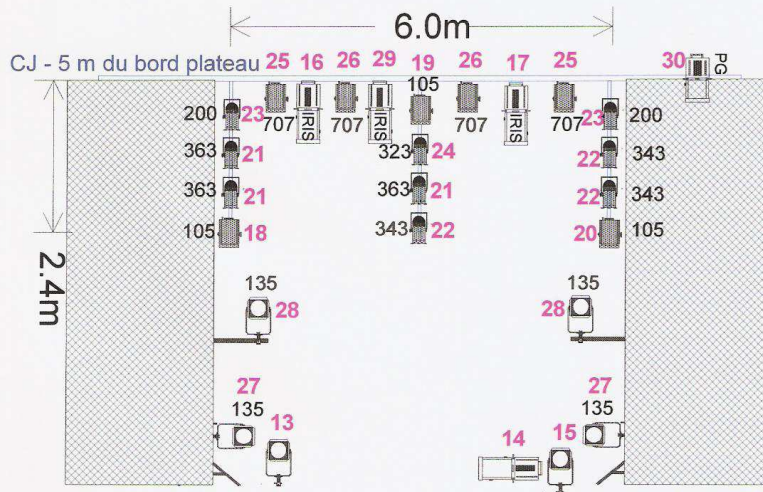 6.0m
CJ - 5 m du bord plateau
25 16 26 29 19 26 17 25 30
PG
105
707 IRIS 707 IRIS 707 IRIS 707
200 23 23 200
363 21 323 24 22 343
363 21 363 21 22 343
105 18 343 22 20 105
2.4m
135 135
28 28
27 27
135 13 14 15 135